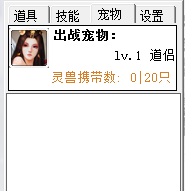 道具 技能 宠物 设置
出战宠物：
lv.1 道侣
灵兽携带数: 0|20只